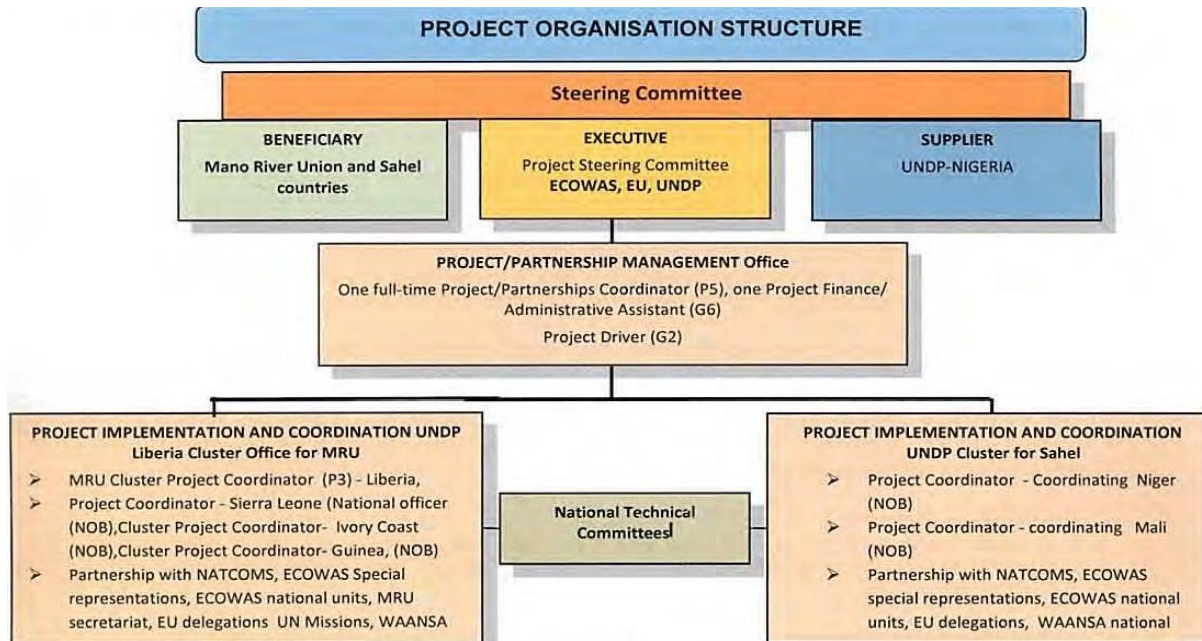 PROJECT ORGANISATION STRUCTURE
Steering Committee
BENEFICIARY
Mano River Union and Sahel
countries
EXECUTIVE
Project Steering Committee
ECOWAS, EU, UNDP
SUPPLIER
UNDP-NIGERIA
PROJECT/PARTNERSHIP MANAGEMENT Office
One full-time Project/Partnerships Coordinator (P5), one Project Finance/
Administrative Assistant (G6)
Project Driver (G2)
PROJECT IMPLEMENTATION AND COORDINATION UNDP
Liberia Cluster Office for MRU
➢ MRU Cluster Project Coordinator (P3) - Liberia,
➢ Project Coordinator - Sierra Leone (National officer
(NOB),Cluster Project Coordinator- Ivory Coast
(NOB),Cluster Project Coordinator- Guinea, (NOB)
➢ Partnership with NATCOMS, ECOWAS Special
representations, ECOWAS national units, MRU
secretariat, EU delegations UN Missions, WAANSA
National Technical
Committees
PROJECT IMPLEMENTATION AND COORDINATION
UNDP Cluster for Sahel
➢ Project Coordinator - Coordinating Niger
(NOB)
➢ Project Coordinator - coordinating Mali
(NOB)
➢ Partnership with NATCOMS, ECOWAS
special representations, ECOWAS national
units, EU delegations, WAANSA national